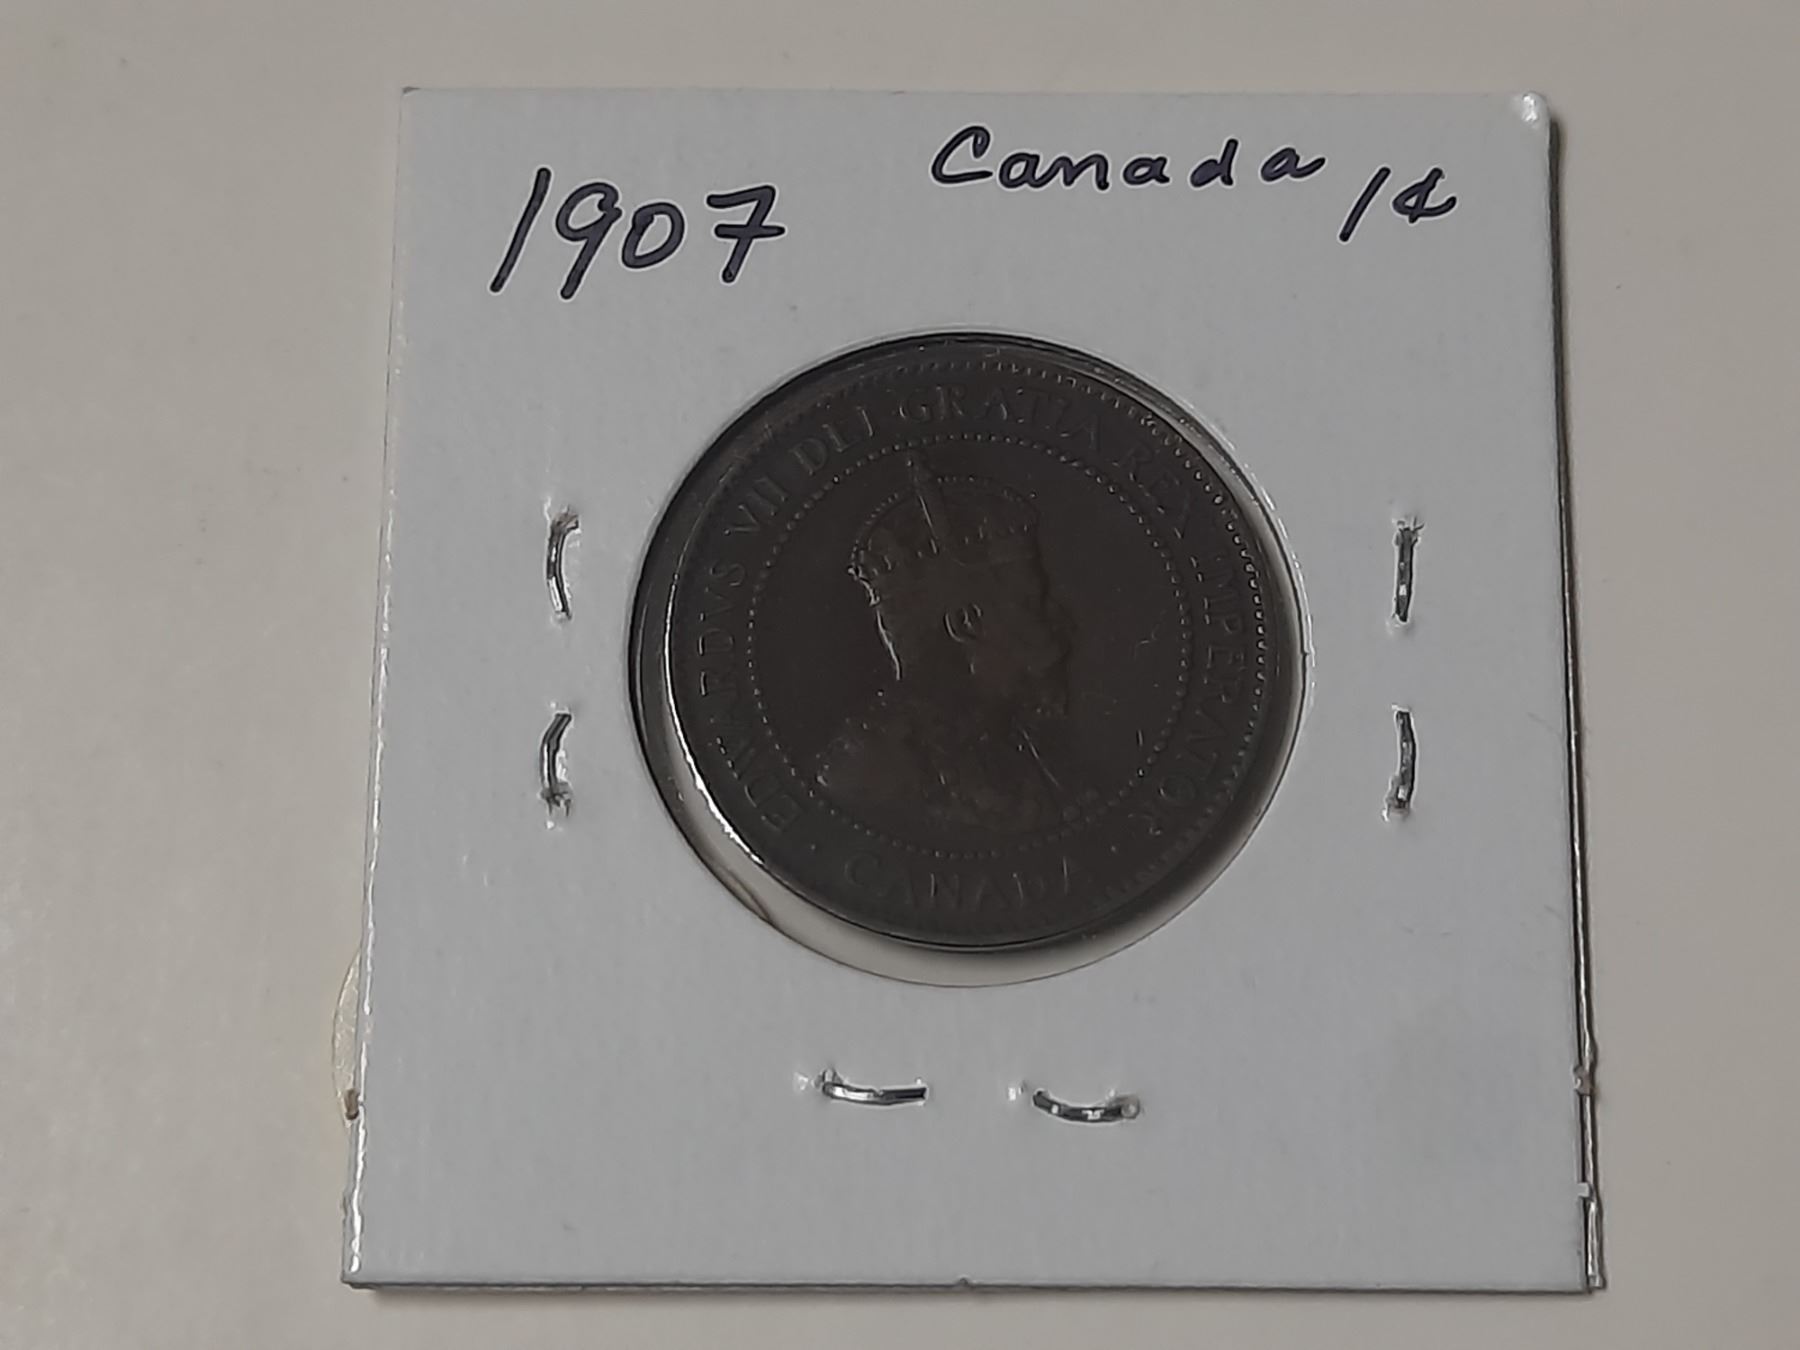 1907
Canada 1¢
EDWARDVS VII DEI GRATIA REX IMPERATOR
CANADA